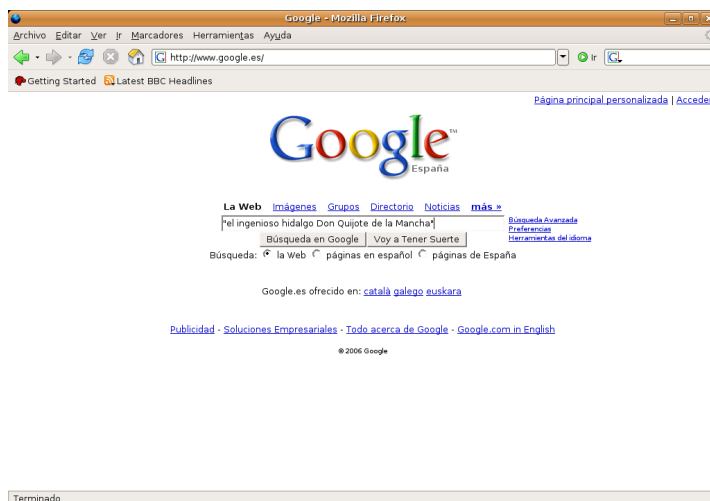 Google - Mozilla Firefox
Archivo Editar Ver Ir Marcadores Herramientas Ayuda
http://www.google.es/ Ir G
Getting Started Latest BBC Headlines
Página principal personalizada | Acceder
Google™
España
La Web Imágenes Grupos Directorio Noticias más »
"el ingenioso hidalgo Don Quijote de la Mancha" Búsqueda Avanzada
Preferencias
Búsqueda en Google Voy a Tener Suerte Herramientas del idioma
Búsqueda: la Web páginas en español páginas de España
Google.es ofrecido en: català galego euskara
Publicidad - Soluciones Empresariales - Todo acerca de Google - Google.com in English
© 2006 Google
Terminado